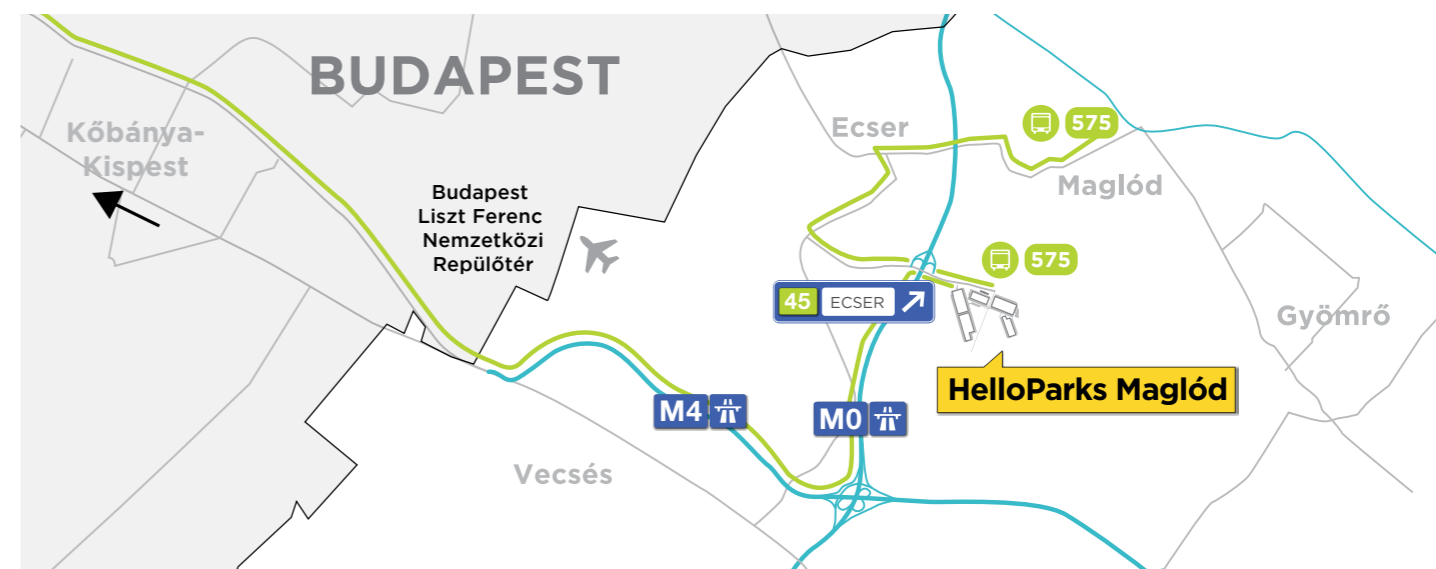 BUDAPEST
Kőbánya-
Kispest
Budapest
Liszt Ferenc
Nemzetközi
Repülőtér
Ecser
575
Maglód
575
45 ECSER
Gyömrő
HelloParks Maglód
M4
M0
Vecsés